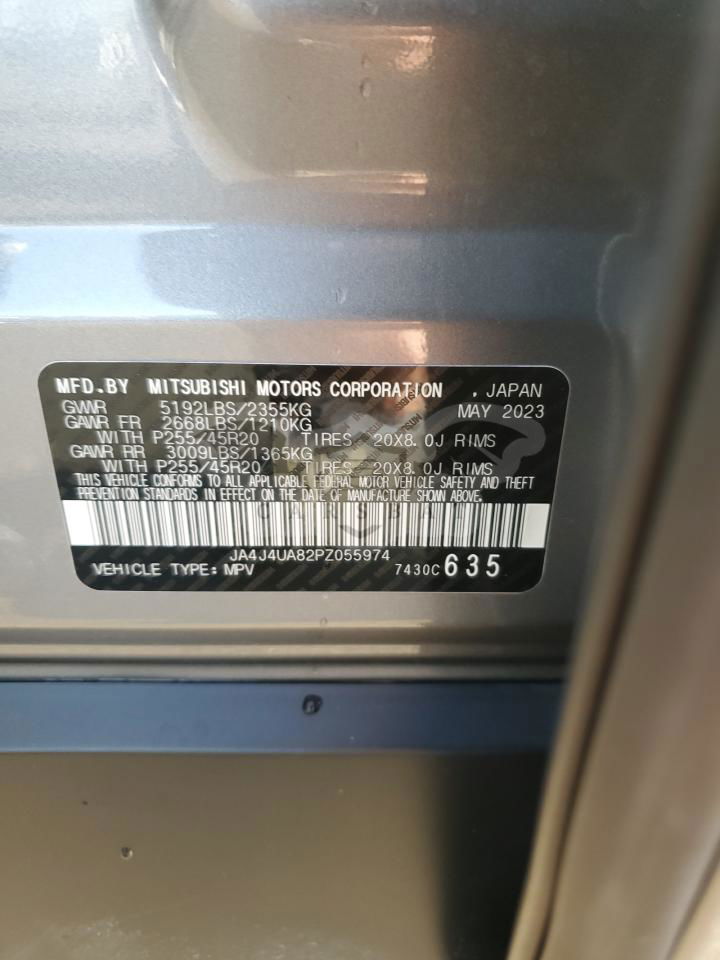 MFD.BY MITSUBISHI MOTORS CORPORATION , JAPAN
GVWR 5192LBS/2355KG MAY 2023
GAWR FR 2668LBS/1210KG
WITH P255/45R20 TIRES, 20X8.0J RIMS
GAWR RR 3009LBS/1365KG
WITH P255/45R20 TIRES, 20X8.0J RIMS
THIS VEHICLE CONFORMS TO ALL APPLICABLE FEDERAL MOTOR VEHICLE SAFETY AND THEFT
PREVENTION STANDARDS IN EFFECT ON THE DATE OF MANUFACTURE SHOWN ABOVE.
JA4J4UA82PZ055974
VEHICLE TYPE: MPV 7430C 635